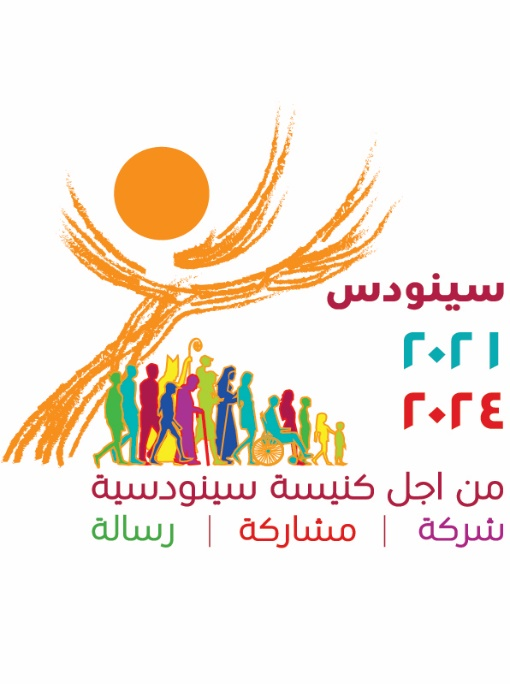 سينودس
٢٠٢١
٢٠٢٤
من اجل كنيسة سينودسية
شركة | مشاركة | رسالة